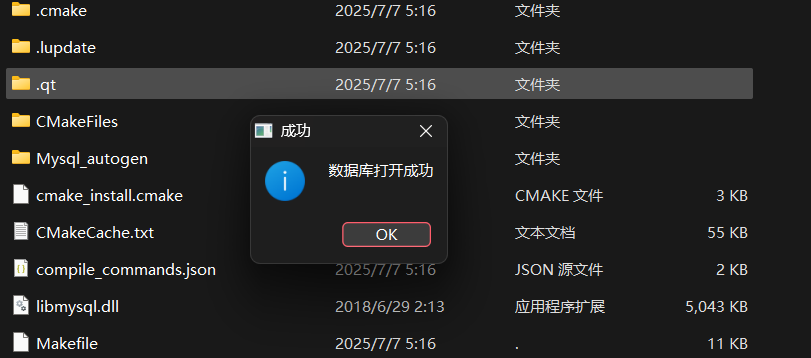 .cmake 2025/7/7 5:16 文件夹
.lupdate 2025/7/7 5:16 文件夹
.qt 2025/7/7 5:16 文件夹
CMakeFiles 文件夹
Mysql_autogen 文件夹
cmake_install.cmake CMAKE 文件 3 KB
CMakeCache.txt 文本文档 55 KB
compile_commands.json 2025/7/7 5:16 JSON 源文件 2 KB
libmysql.dll 2018/6/29 2:13 应用程序扩展 5,043 KB
Makefile 2025/7/7 5:16 . 11 KB
成功
数据库打开成功
OK